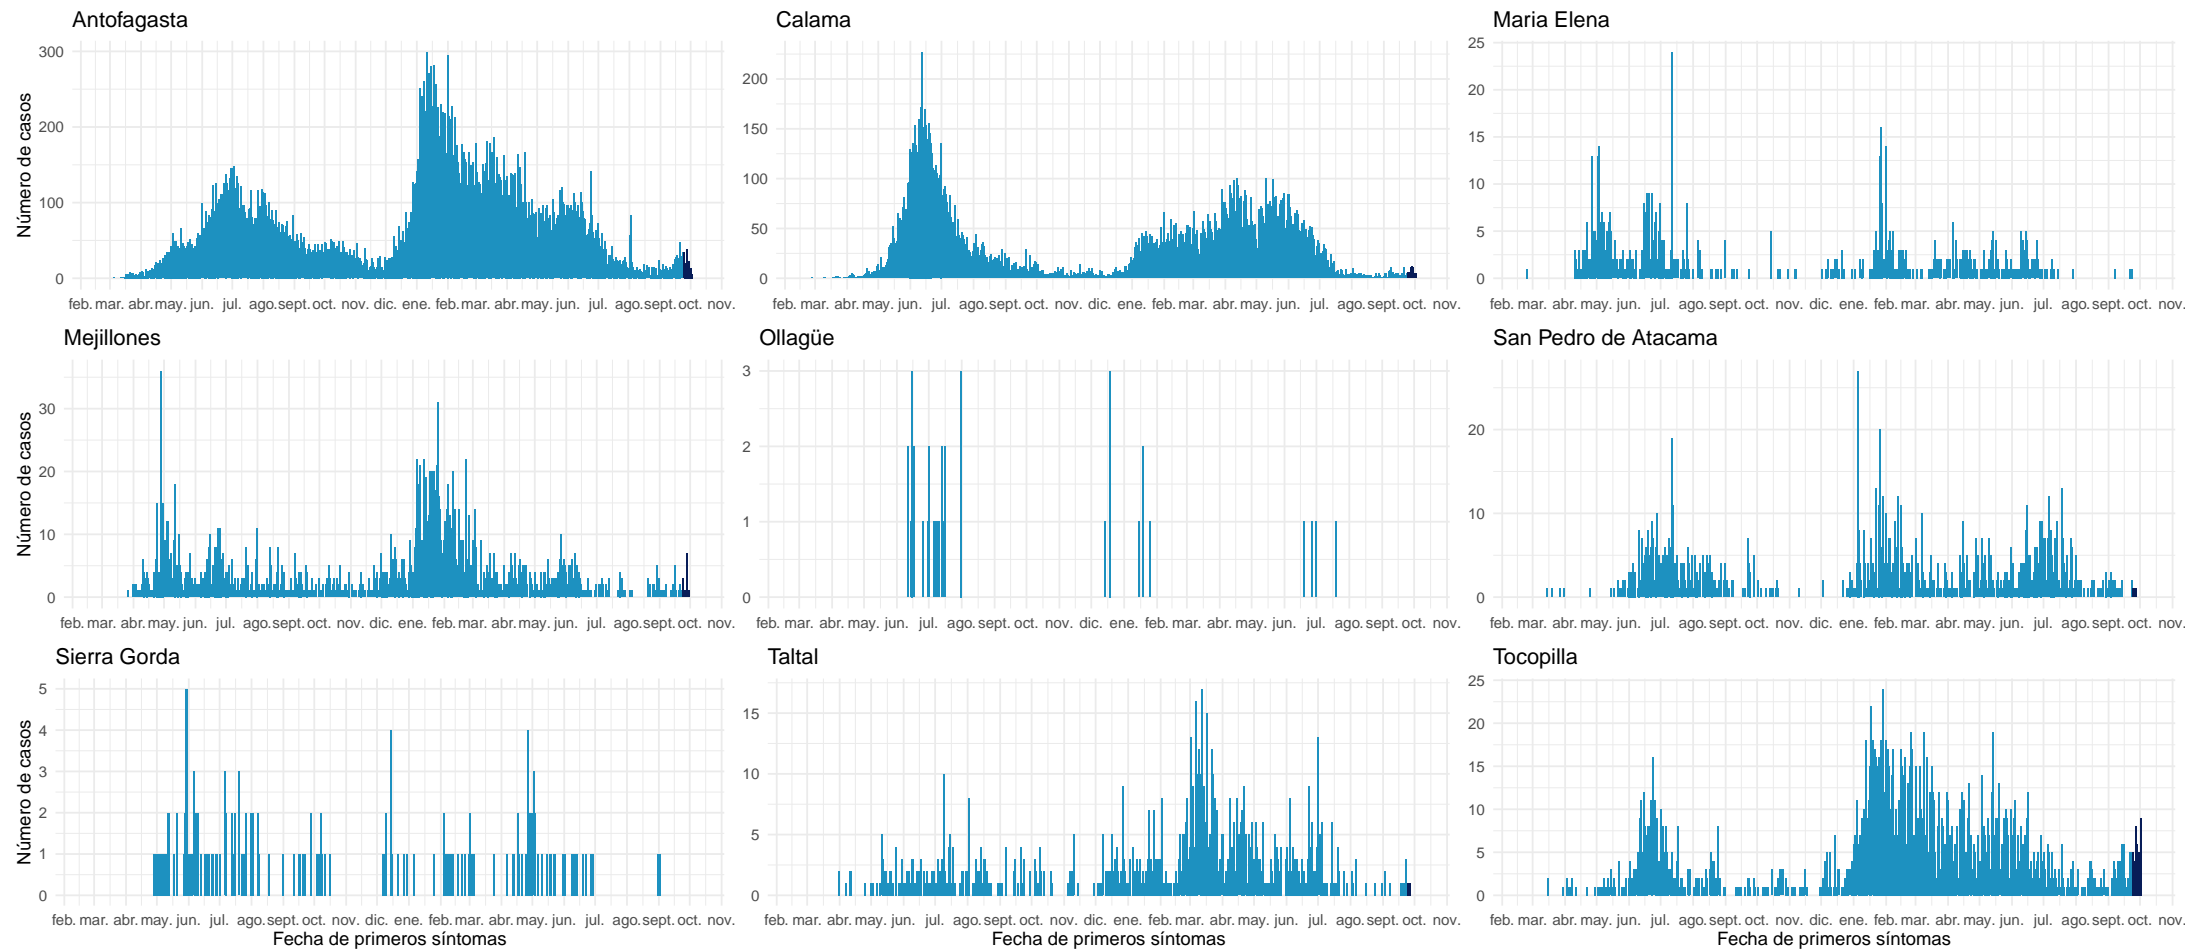 Antofagasta
Calama
Maria Elena
Número de casos
300
200
100
0
feb. mar. abr. may. jun. jul. ago. sept. oct. nov. dic. ene. feb. mar. abr. may. jun. jul. ago. sept. oct. nov.
200
150
100
50
0
feb. mar. abr. may. jun. jul. ago. sept. oct. nov. dic. ene. feb. mar. abr. may. jun. jul. ago. sept. oct. nov.
25
20
15
10
5
0
feb. mar. abr. may. jun. jul. ago. sept. oct. nov. dic. ene. feb. mar. abr. may. jun. jul. ago. sept. oct. nov.
Mejillones
Ollagüe
San Pedro de Atacama
Número de casos
30
20
10
0
feb. mar. abr. may. jun. jul. ago. sept. oct. nov. dic. ene. feb. mar. abr. may. jun. jul. ago. sept. oct. nov.
3
2
1
0
feb. mar. abr. may. jun. jul. ago. sept. oct. nov. dic. ene. feb. mar. abr. may. jun. jul. ago. sept. oct. nov.
20
10
0
feb. mar. abr. may. jun. jul. ago. sept. oct. nov. dic. ene. feb. mar. abr. may. jun. jul. ago. sept. oct. nov.
Sierra Gorda
Taltal
Tocopilla
Número de casos
5
4
3
2
1
0
feb. mar. abr. may. jun. jul. ago. sept. oct. nov. dic. ene. feb. mar. abr. may. jun. jul. ago. sept. oct. nov.
Fecha de primeros síntomas
15
10
5
0
feb. mar. abr. may. jun. jul. ago. sept. oct. nov. dic. ene. feb. mar. abr. may. jun. jul. ago. sept. oct. nov.
Fecha de primeros síntomas
25
20
15
10
5
0
feb. mar. abr. may. jun. jul. ago. sept. oct. nov. dic. ene. feb. mar. abr. may. jun. jul. ago. sept. oct. nov.
Fecha de primeros síntomas